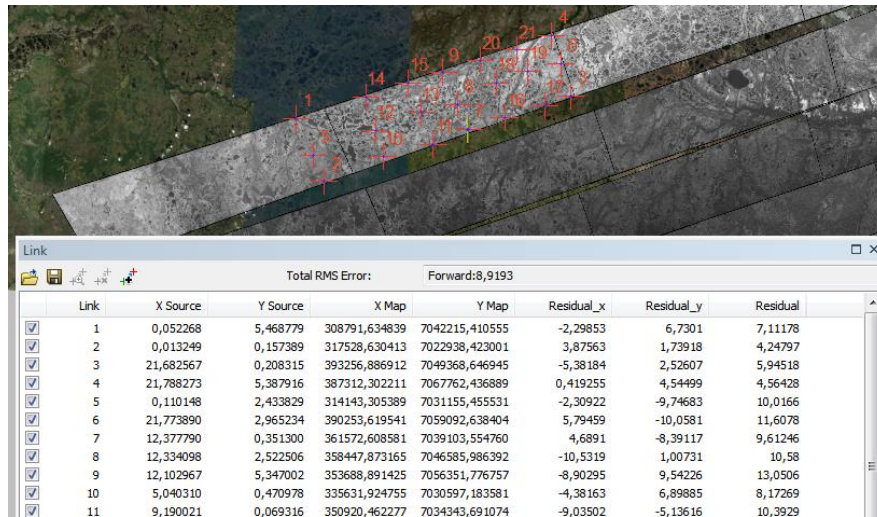 4
21
20
19
6
9
15
18
3
14
8
17
13
16
1
7
12
11
5
10
2
Link
Total RMS Error: Forward:8,9193
Link X Source Y Source X Map Y Map Residual_x Residual_y Residual
1 0,052268 5,468779 308791,634839 7042215,410555 -2,29853 6,7301 7,11178
2 0,013249 0,157389 317528,630413 7022938,423001 3,87563 1,73918 4,24797
3 21,682567 0,208315 393256,886912 7049368,646945 -5,38184 2,52607 5,94518
4 21,788273 5,387916 387312,302211 7067762,436889 0,419255 4,54499 4,56428
5 0,110148 2,433829 314143,305389 7031155,455531 -2,30922 -9,74683 10,0166
6 21,773890 2,965234 390253,619541 7059092,638404 5,79459 -10,0581 11,6078
7 12,377790 0,351300 361572,608581 7039103,554760 4,6891 -8,39117 9,61246
8 12,334098 2,522506 358447,873165 7046585,986392 -10,5319 1,00731 10,58
9 12,102967 5,347002 353688,891425 7056351,776757 -8,90295 9,54226 13,0506
10 5,040310 0,470978 335631,924755 7030597,183581 -4,38163 6,89885 8,17269
11 9,190021 0,069316 350920,462277 7034343,691074 -9,03502 -5,13616 10,3929